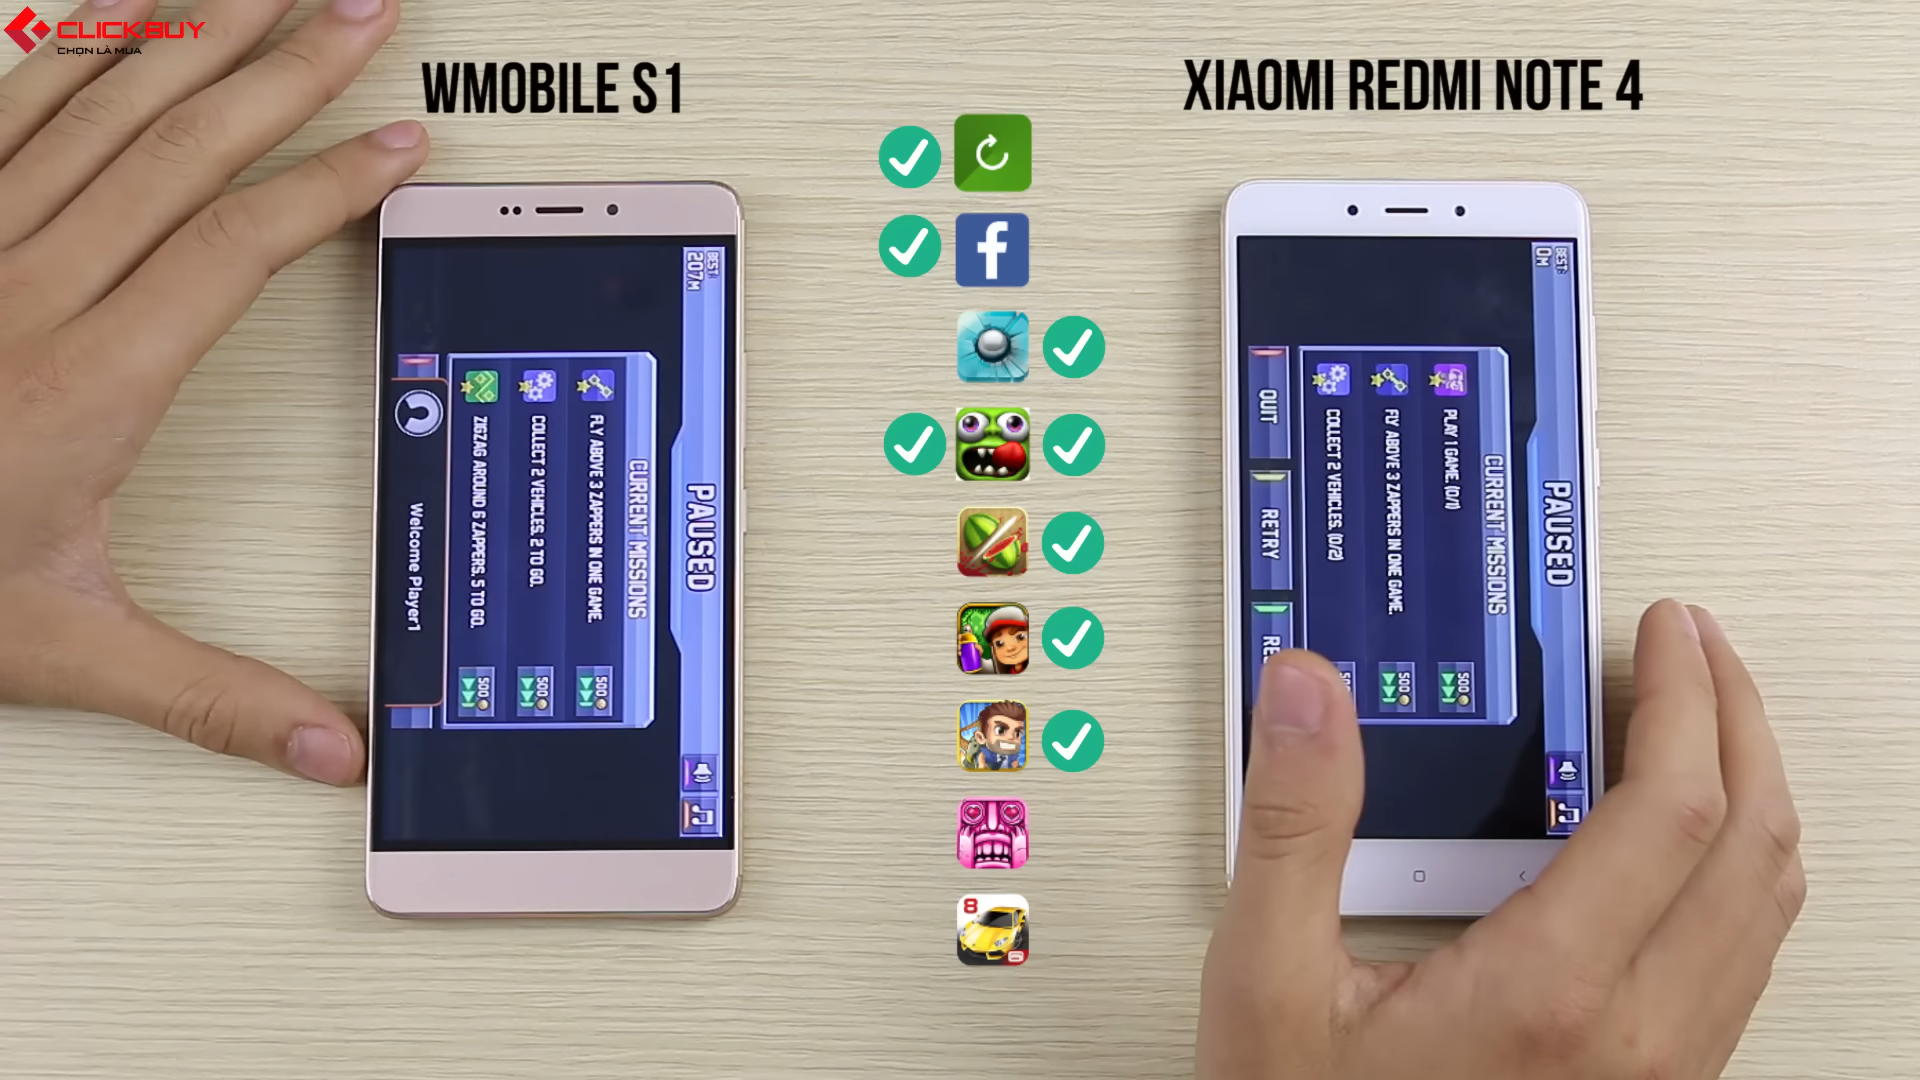 CLICKBUY
CHỌN LÀ MUA
WMOBILE S1
XIAOMI REDMI NOTE 4
BEST:
207M
PAUSED
CURRENT MISSIONS
FLY ABOVE 3 ZAPPERS IN ONE GAME.
500
COLLECT 2 VEHICLES. 2 TO GO.
500
ZIGZAG AROUND 6 ZAPPERS. 5 TO GO.
500
Welcome Player1
f
8
6
BEST:
0M
PAUSED
CURRENT MISSIONS
PLAY 1 GAME. (0/1)
500
FLY ABOVE 3 ZAPPERS IN ONE GAME.
500
COLLECT 2 VEHICLES. (0/2)
QUIT
RETRY